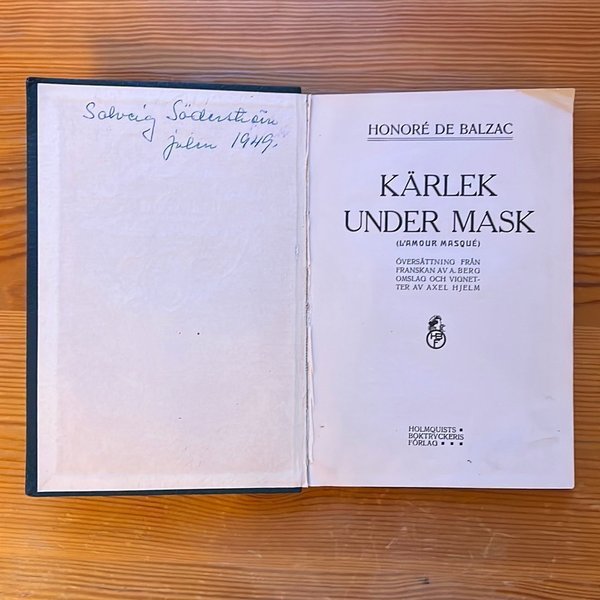 Solveig Söderström
julen 1949.
HONORÉ DE BALZAC
KÄRLEK
UNDER MASK
(L'AMOUR MASQUÉ)
ÖVERSÄTTNING FRÅN
FRANSKAN AV A. BERG
OMSLAG OCH VIGNET-
TER AV AXEL HJELM
HBF
HOLMQUISTS
BOKTRYCKERIS
FÖRLAG